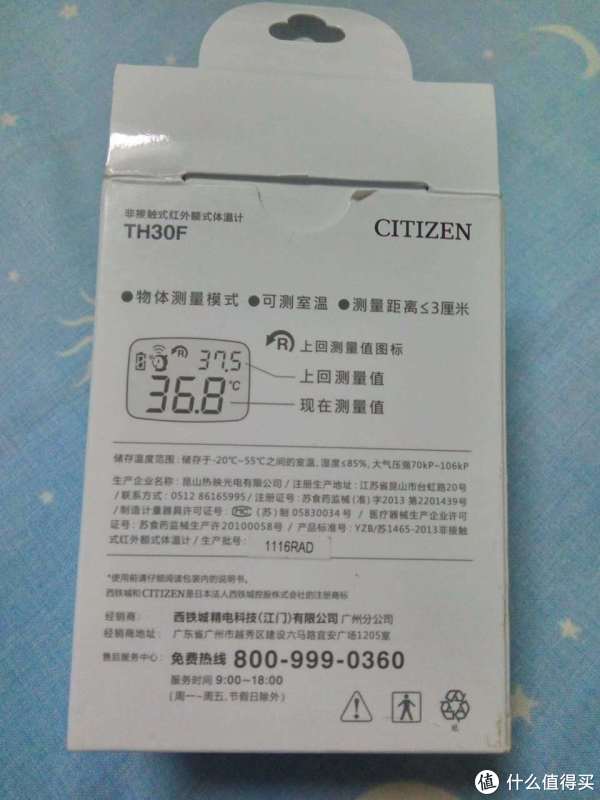 非接触式红外额式体温计
TH30F
CITIZEN
●物体测量模式 ●可测室温 ●测量距离≤3厘米
R 上回测量值图标
R 37.5 上回测量值
36.8℃ 现在测量值
储存温度范围：储存于-20℃~55℃之间的室温，湿度≤85%，大气压强70kP~106kP
生产企业名称：昆山热映光电有限公司/注册生产地址：江苏省昆山市台虹路20号
/联系方式：0512 86165995/注册证号：苏食药监械(准)字2013 第2201439号
/制造计量器具许可证号：MC (苏)制 05830034 号/ 医疗器械生产企业许可
证号：苏食药监械生产许20100058号/产品标准号：YZB/苏1465-2013非接触
式红外额式体温计/生产批号：1116RAD
*使用前请仔细阅读包装内的说明书。
西铁城和CITIZEN是日本法人西铁城控股株式会社的注册商标
经销商： 西铁城精电科技(江门)有限公司 广州分公司
经销商地址： 广东省广州市越秀区建设六马路宜安广场1205室
售后服务中心： 免费热线 800-999-0360
服务时间 9:00~18:00
(周一~周五，节假日除外)
纸
值 什么值得买